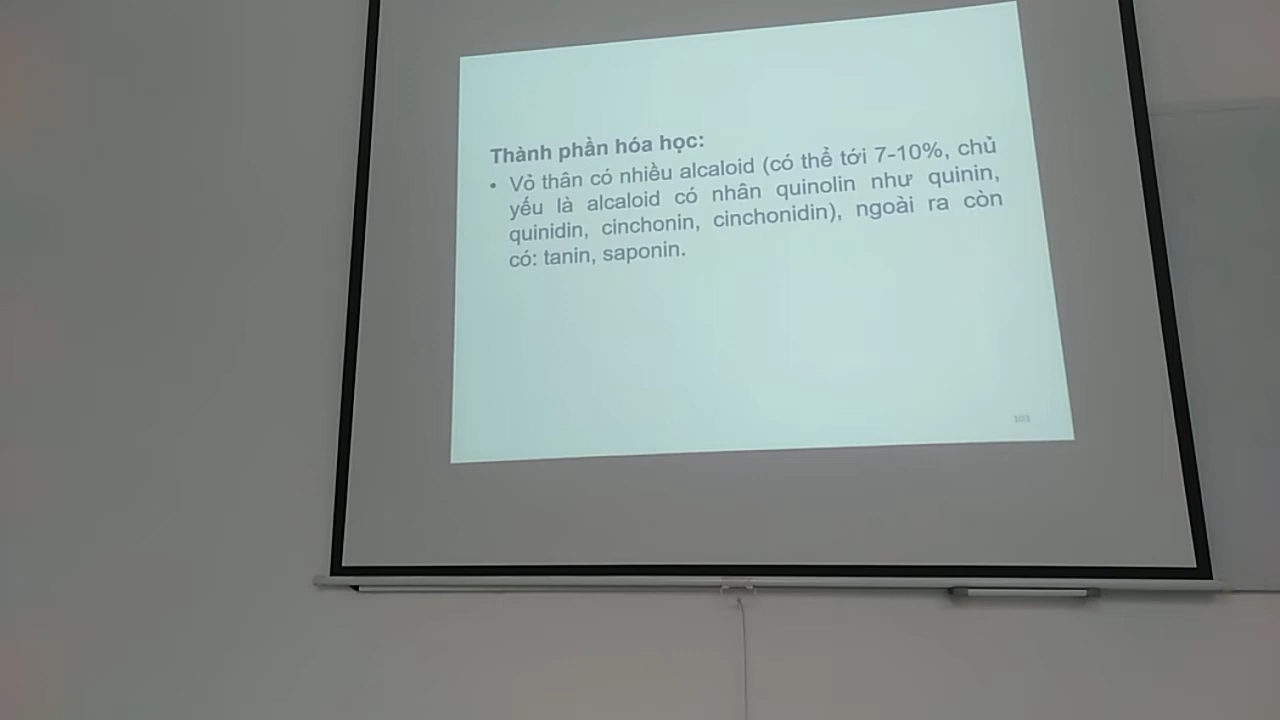 Thành phần hóa học:
• Vỏ thân có nhiều alcaloid (có thể tới 7-10%, chủ
yếu là alcaloid có nhân quinolin như quinin,
quinidin, cinchonin, cinchonidin), ngoài ra còn
có: tanin, saponin.